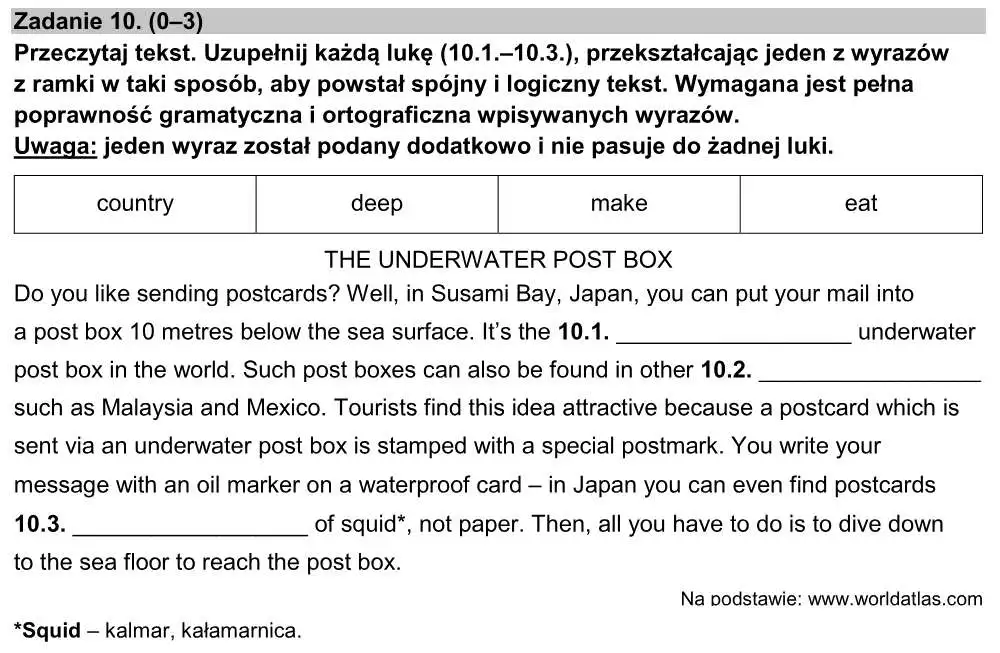 Zadanie 10. (0–3)
Przeczytaj tekst. Uzupełnij każdą lukę (10.1.–10.3.), przekształcając jeden z wyrazów
z ramki w taki sposób, aby powstał spójny i logiczny tekst. Wymagana jest pełna
poprawność gramatyczna i ortograficzna wpisywanych wyrazów.
Uwaga: jeden wyraz został podany dodatkowo i nie pasuje do żadnej luki.
country deep make eat
THE UNDERWATER POST BOX
Do you like sending postcards? Well, in Susami Bay, Japan, you can put your mail into
a post box 10 metres below the sea surface. It’s the 10.1. ___________________ underwater
post box in the world. Such post boxes can also be found in other 10.2. __________________
such as Malaysia and Mexico. Tourists find this idea attractive because a postcard which is
sent via an underwater post box is stamped with a special postmark. You write your
message with an oil marker on a waterproof card – in Japan you can even find postcards
10.3. ___________________ of squid*, not paper. Then, all you have to do is to dive down
to the sea floor to reach the post box.
Na podstawie: www.worldatlas.com
*Squid – kalmar, kałamarnica.